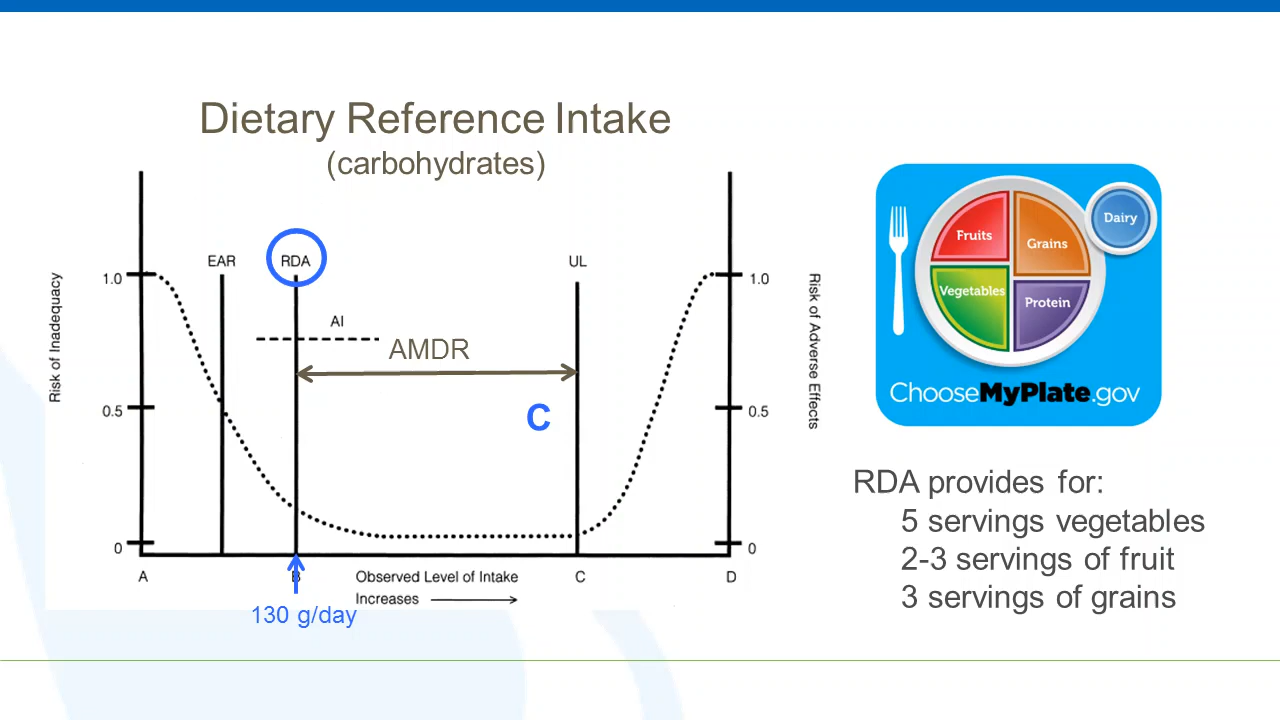 Dietary Reference Intake
(carbohydrates)
EAR
RDA
UL
1.0
1.0
AI
AMDR
Risk of Inadequacy
Risk of Adverse Effects
0.5
0.5
C
0
0
A
B
Observed Level of Intake
C
D
Increases
130 g/day
Fruits
Grains
Dairy
Vegetables
Protein
ChooseMyPlate.gov
RDA provides for:
5 servings vegetables
2-3 servings of fruit
3 servings of grains